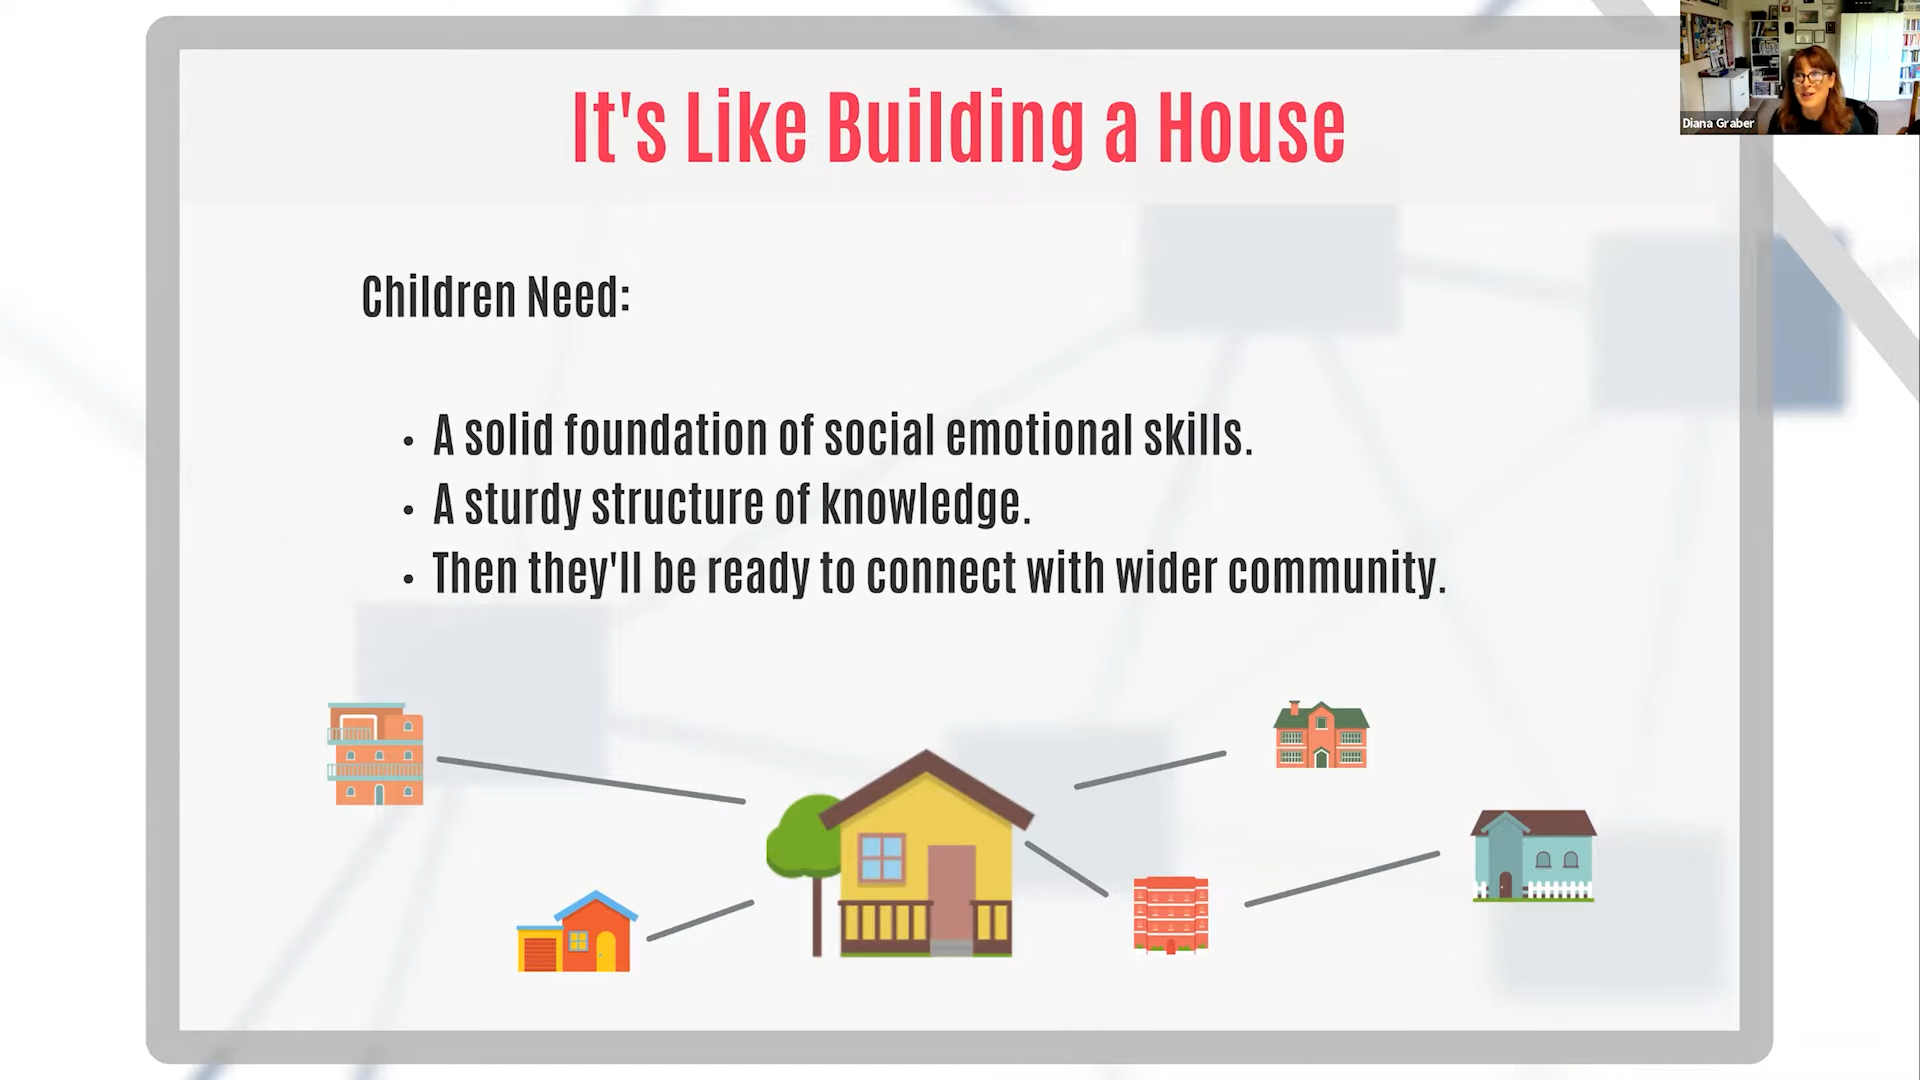 It's Like Building a House
Diana Graber
Children Need:
• A solid foundation of social emotional skills.
• A sturdy structure of knowledge.
• Then they'll be ready to connect with wider community.